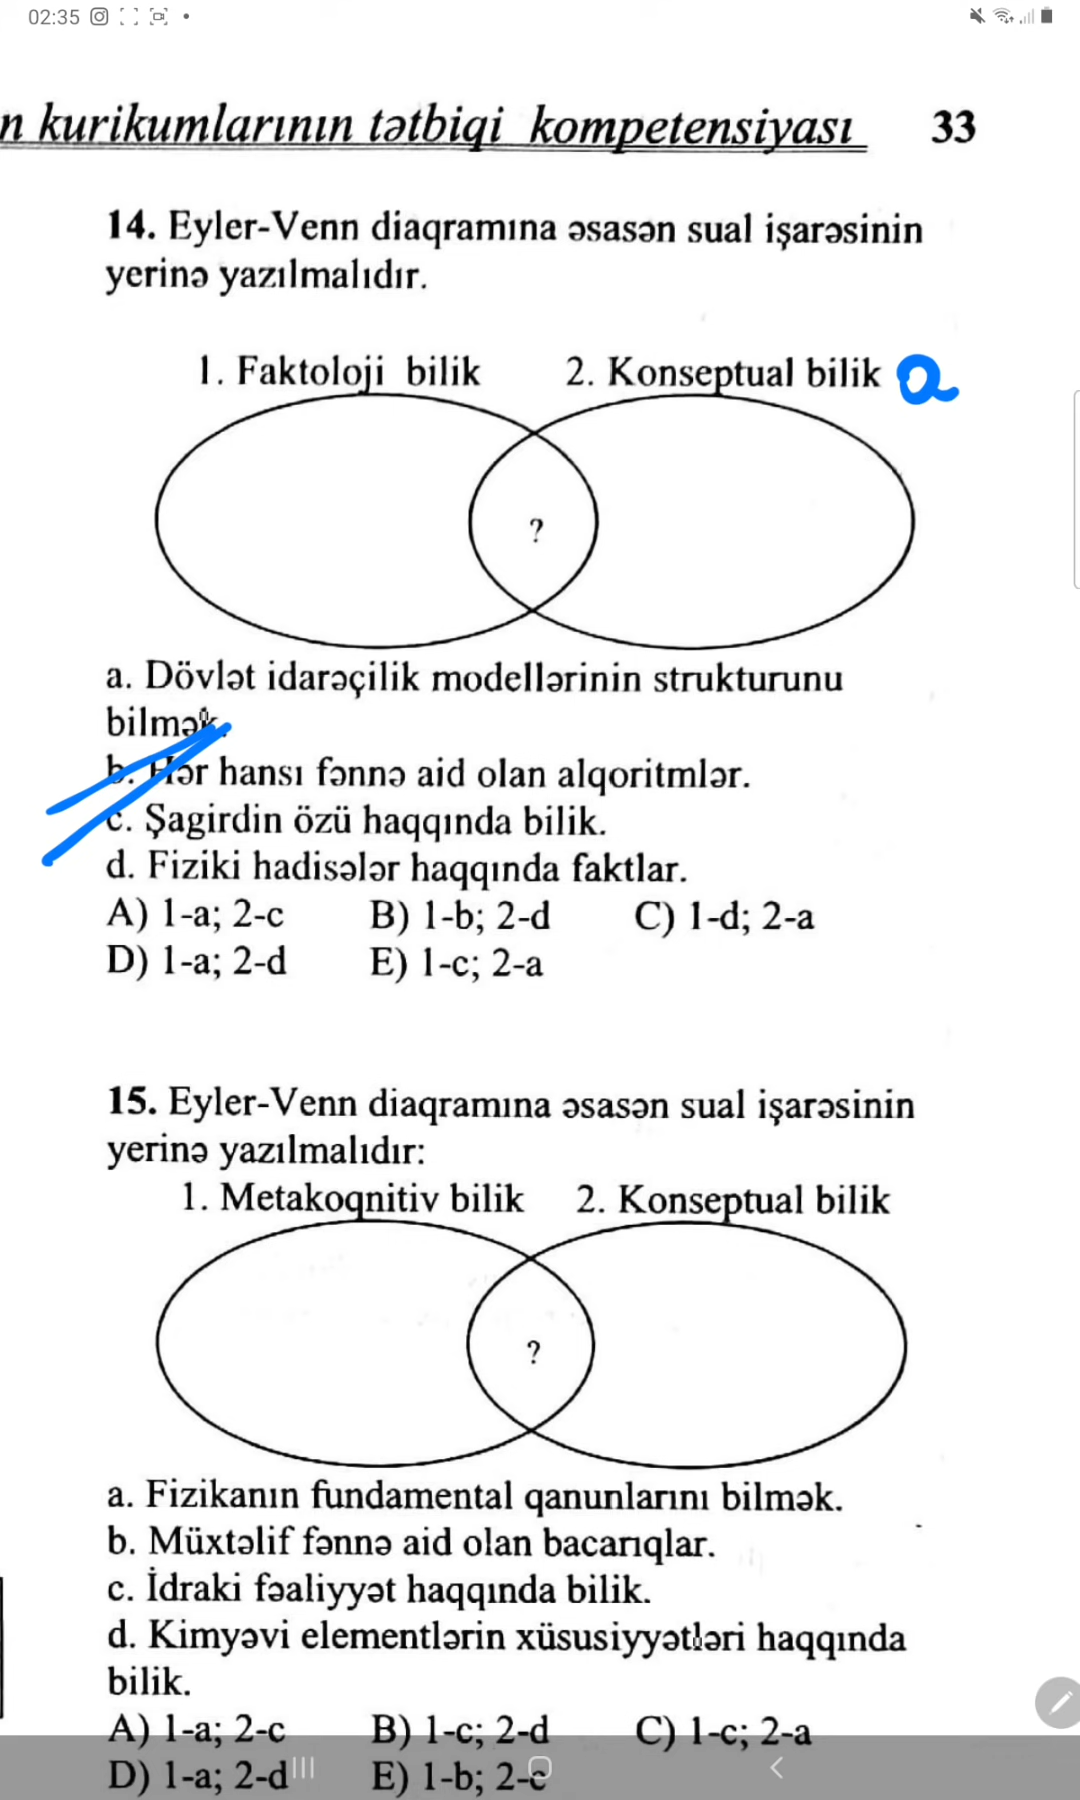 02:35
n kurikumlarının tətbiqi kompetensiyası 33
14. Eyler-Venn diaqramına əsasən sual işarəsinin
yerinə yazılmalıdır.
1. Faktoloji bilik 2. Konseptual bilik a
?
a. Dövlət idarəçilik modellərinin strukturunu
bilmək.
b. Hər hansı fənnə aid olan alqoritmlər.
c. Şagirdin özü haqqında bilik.
d. Fiziki hadisələr haqqında faktlar.
A) 1-a; 2-c B) 1-b; 2-d C) 1-d; 2-a
D) 1-a; 2-d E) 1-c; 2-a
15. Eyler-Venn diaqramına əsasən sual işarəsinin
yerinə yazılmalıdır:
1. Metakoqnitiv bilik 2. Konseptual bilik
?
a. Fizikanın fundamental qanunlarını bilmək.
b. Müxtəlif fənnə aid olan bacarıqlar.
c. İdraki fəaliyyət haqqında bilik.
d. Kimyəvi elementlərin xüsusiyyətləri haqqında
bilik.
A) 1-a; 2-c B) 1-c; 2-d C) 1-c; 2-a
D) 1-a; 2-d E) 1-b; 2-c